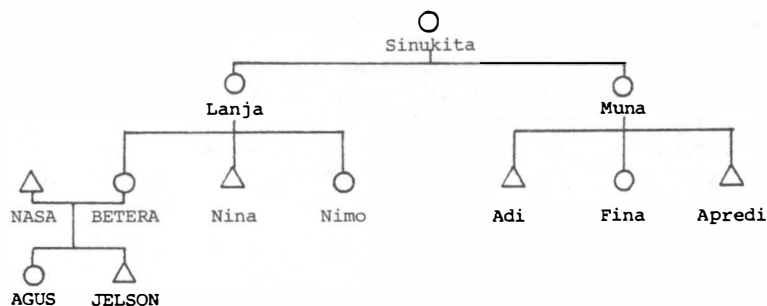 Sinukita
Lanja Muna
NASA BETERA Nina Nimo Adi Fina Apredi
AGUS JELSON